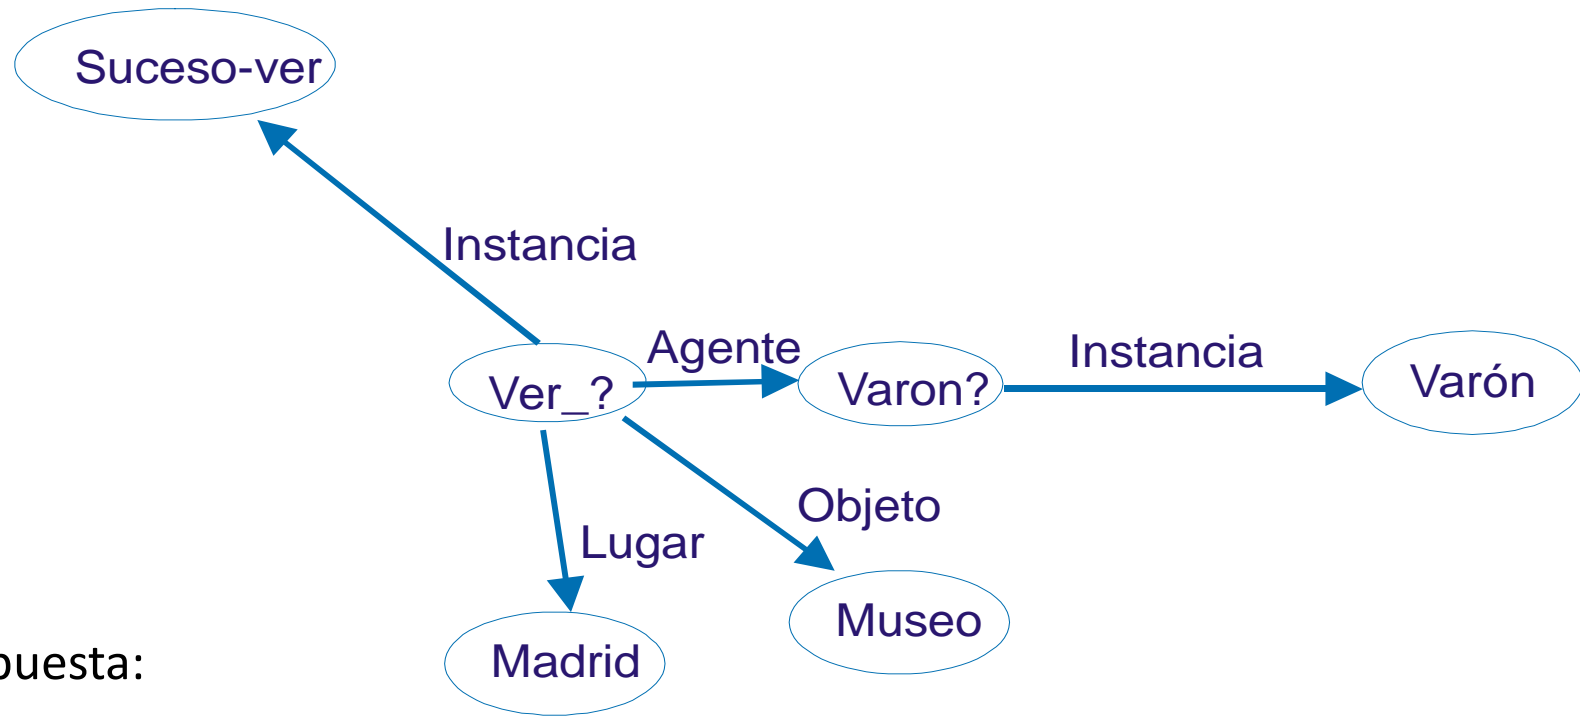 Suceso-ver
Instancia
Agente
Instancia
Ver_?
Varon?
Varón
Objeto
Lugar
Museo
Madrid
puesta: